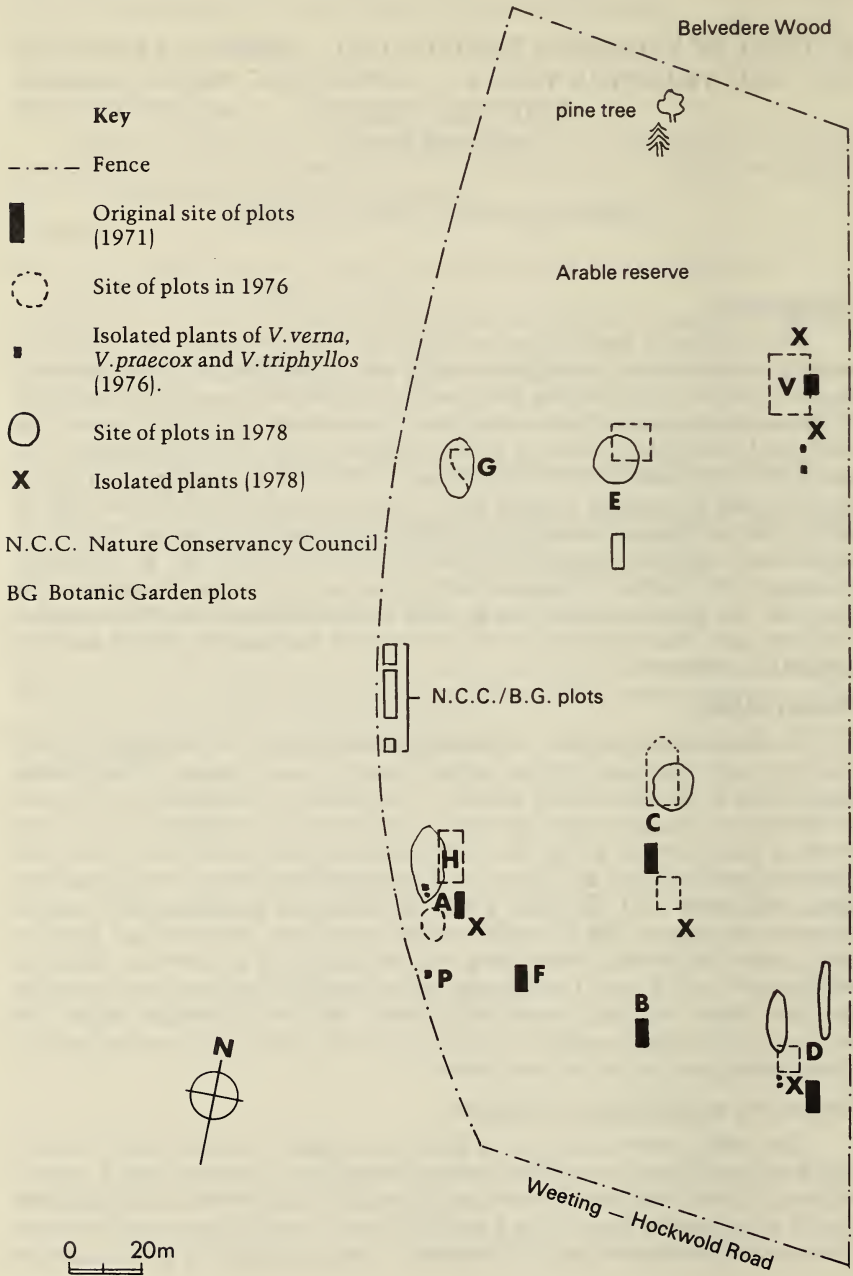 Belvedere Wood
pine tree
Arable reserve
Key
Fence
Original site of plots
(1971)
Site of plots in 1976
Isolated plants of V. verna,
V. praecox and V. triphyllos
(1976).
Site of plots in 1978
X Isolated plants (1978)
N.C.C. Nature Conservancy Council
BG Botanic Garden plots
X
V
X
G
E
N.C.C./B.G. plots
C
H
A
X
X
P
F
B
D
X
N
Weeting – Hockwold Road
0 20m